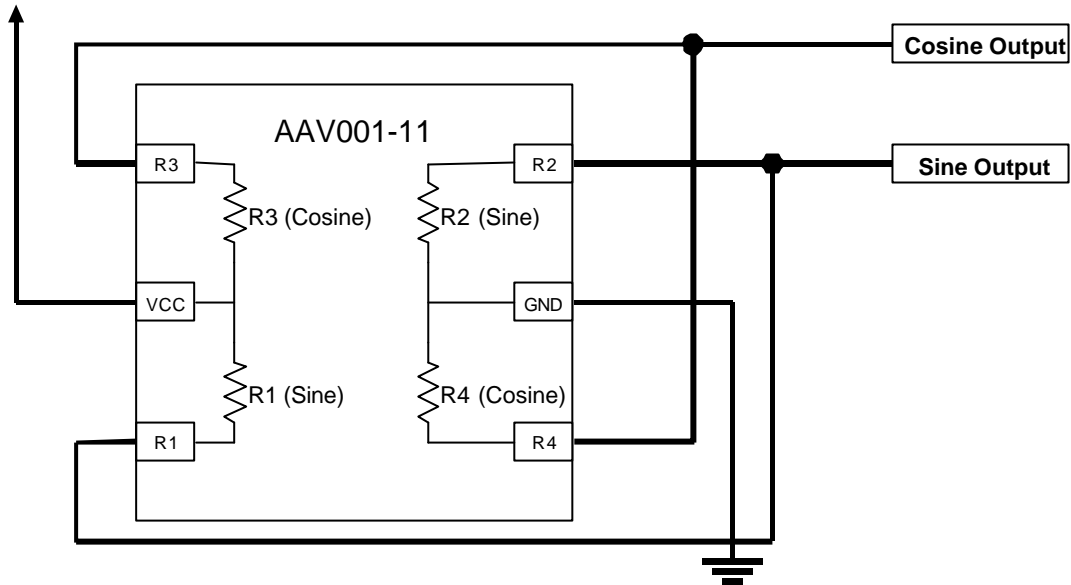 Cosine Output
AAV001-11
R3
R2
Sine Output
R3 (Cosine)
R2 (Sine)
VCC
GND
R1 (Sine)
R4 (Cosine)
R1
R4